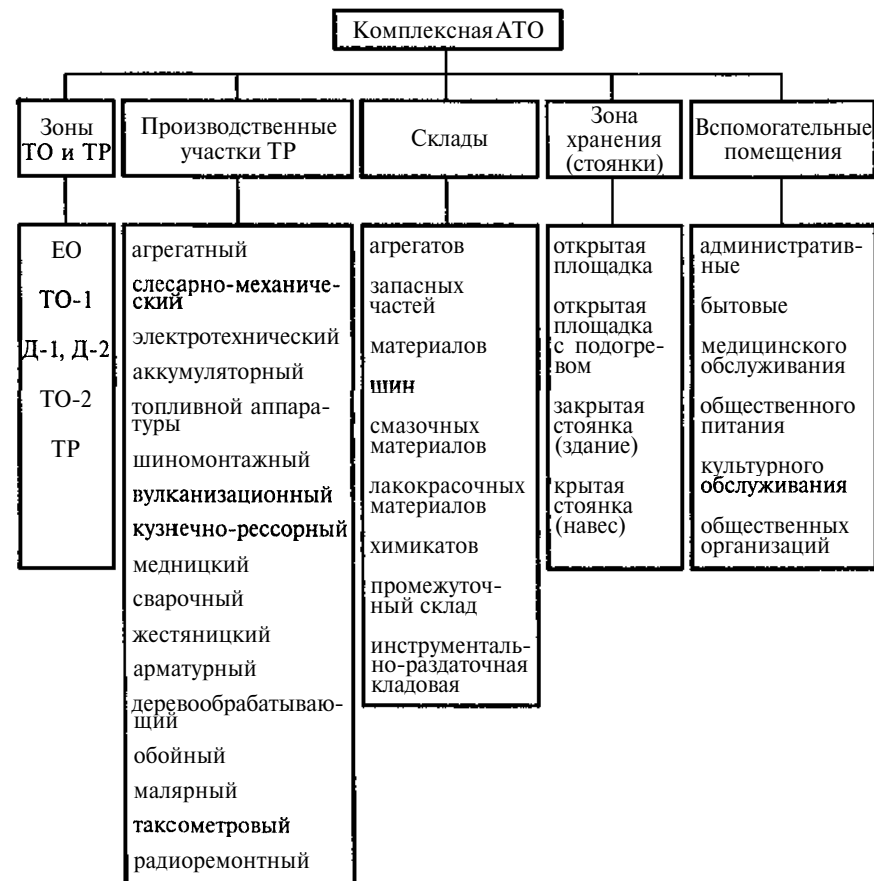 Комплексная АТО
Зоны
ТО и ТР
Производственные
участки ТР
Склады
Зона
хранения
(стоянки)
Вспомогательные
помещения
ЕО
ТО-1
Д-1, Д-2
ТО-2
ТР
агрегатный
слесарно-механиче-
ский
электротехнический
аккумуляторный
топливной аппара-
туры
шиномонтажный
вулканизационный
кузнечно-рессорный
медницкий
сварочный
жестяницкий
арматурный
деревообрабатываю-
щий
обойный
малярный
таксометровый
радиоремонтный
агрегатов
запасных
частей
материалов
шин
смазочных
материалов
лакокрасочных
материалов
химикатов
промежуточ-
ный склад
инструменталь-
но-раздаточная
кладовая
открытая
площадка
открытая
площадка
с подогре-
вом
закрытая
стоянка
(здание)
крытая
стоянка
(навес)
административ-
ные
бытовые
медицинского
обслуживания
общественного
питания
культурного
обслуживания
общественных
организаций